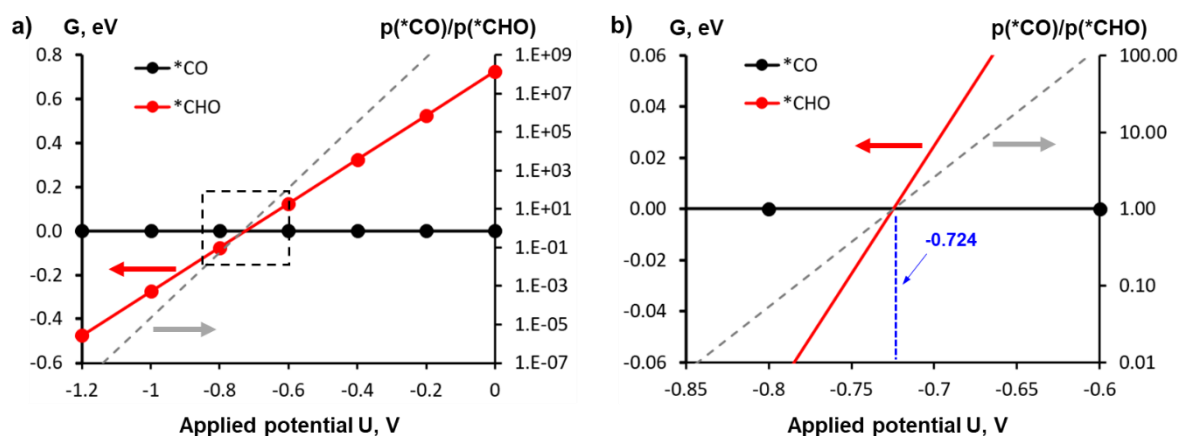 a) G, eV p(*CO)/p(*CHO)
*CO
*CHO
0.8
0.6
0.4
0.2
0.0
-0.2
-0.4
-0.6
1.E+09
1.E+07
1.E+05
1.E+03
1.E+01
1.E-01
1.E-03
1.E-05
1.E-07
-1.2 -1 -0.8 -0.6 -0.4 -0.2 0
Applied potential U, V
b) G, eV p(*CO)/p(*CHO)
*CO
*CHO
0.06
0.04
0.02
0.00
-0.02
-0.04
-0.06
100.00
10.00
1.00
0.10
0.01
-0.724
-0.85 -0.8 -0.75 -0.7 -0.65 -0.6
Applied potential U, V